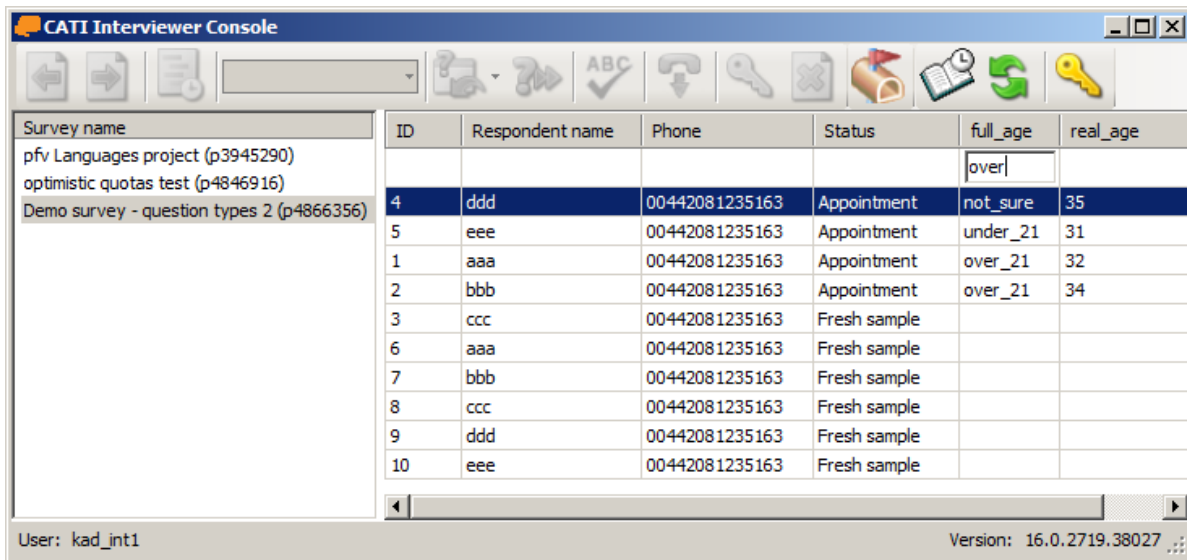 CATI Interviewer Console
ABC
Survey name
pfv Languages project (p3945290)
optimistic quotas test (p4846916)
Demo survey - question types 2 (p4866356)
ID Respondent name Phone Status full_age real_age
over
4 ddd 00442081235163 Appointment not_sure 35
5 eee 00442081235163 Appointment under_21 31
1 aaa 00442081235163 Appointment over_21 32
2 bbb 00442081235163 Appointment over_21 34
3 ccc 00442081235163 Fresh sample
6 aaa 00442081235163 Fresh sample
7 bbb 00442081235163 Fresh sample
8 ccc 00442081235163 Fresh sample
9 ddd 00442081235163 Fresh sample
10 eee 00442081235163 Fresh sample
User: kad_int1 Version: 16.0.2719.38027